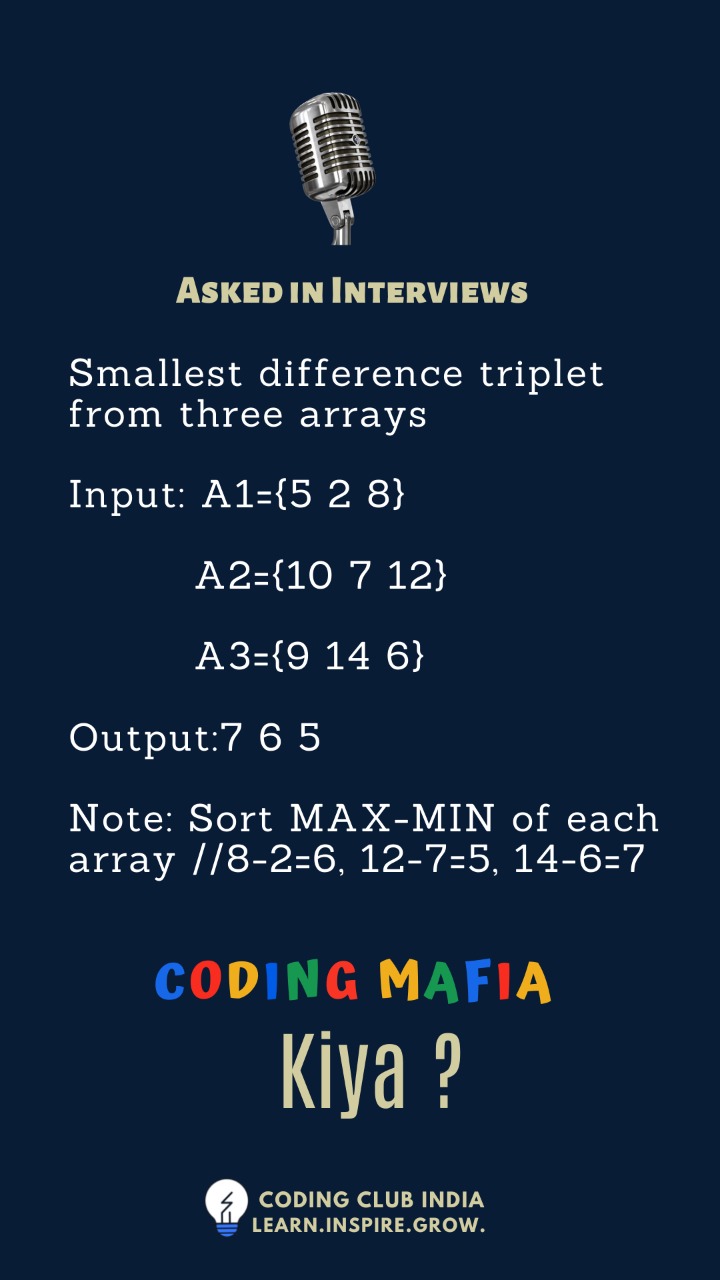 Asked in Interviews
Smallest difference triplet
from three arrays
Input: A1={5 2 8}
A2={10 7 12}
A3={9 14 6}
Output:7 6 5
Note: Sort MAX-MIN of each
array //8-2=6, 12-7=5, 14-6=7
CODING MAFIA
Kiya ?
CODING CLUB INDIA
LEARN.INSPIRE.GROW.